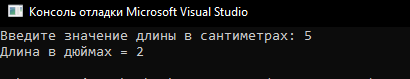 Консоль отладки Microsoft Visual Studio
Введите значение длины в сантиметрах: 5
Длина в дюймах = 2